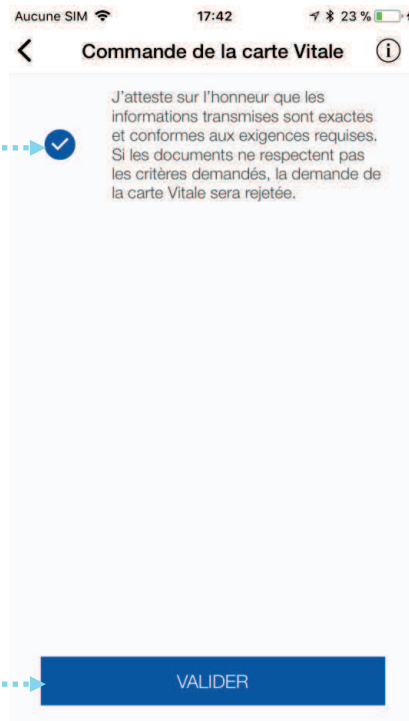 Aucune SIM 17:42 23 %
Commande de la carte Vitale i
J'atteste sur l'honneur que les
informations transmises sont exactes
et conformes aux exigences requises.
Si les documents ne respectent pas
les critères demandés, la demande de
la carte Vitale sera rejetée.
VALIDER